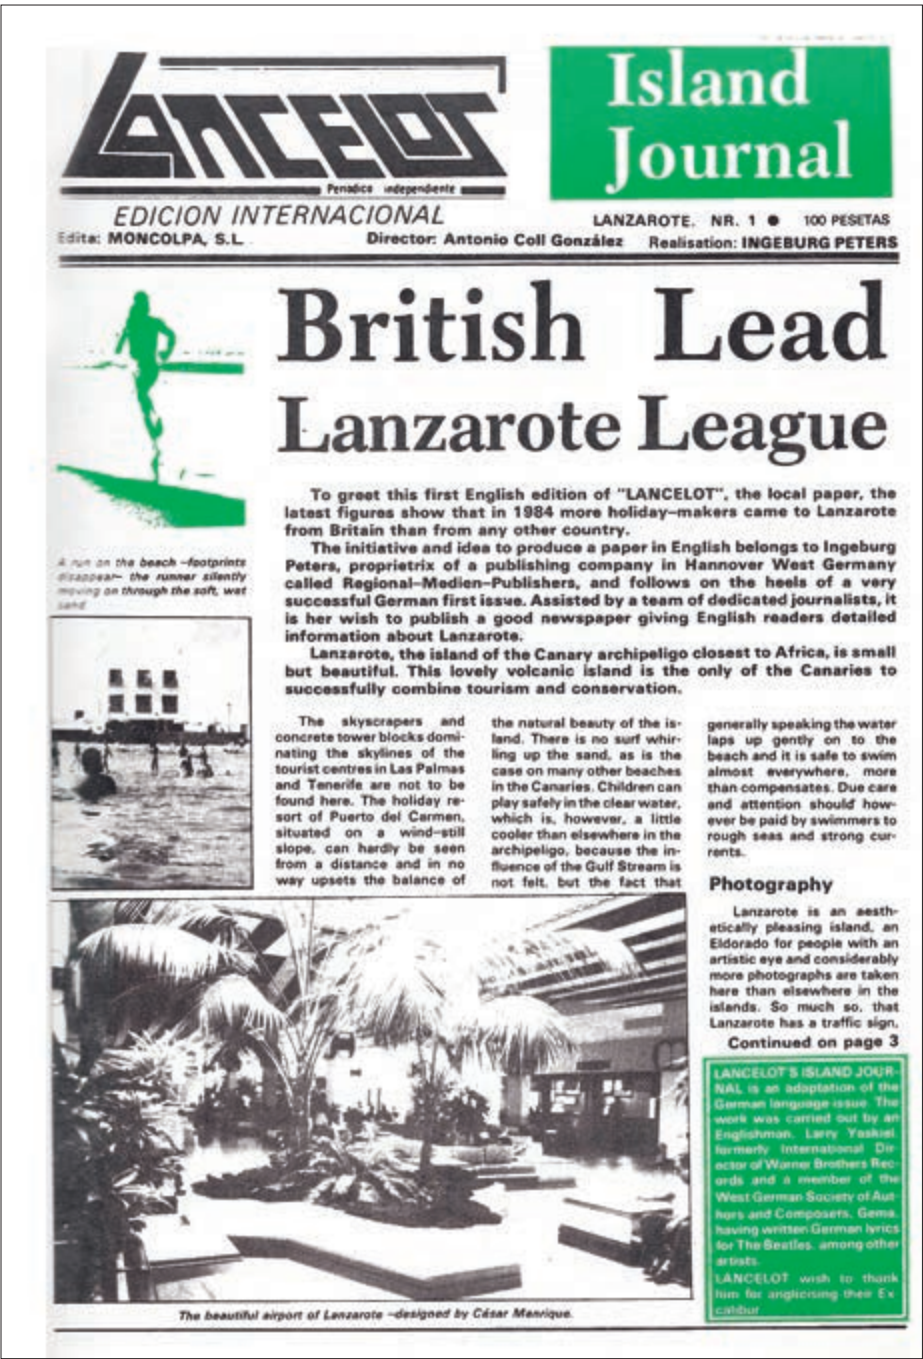 LANCELOT
Periodico independiente
EDICION INTERNACIONAL
Island
Journal
LANZAROTE. NR. 1 ● 100 PESETAS
Edita: MONCOLPA, S.L. Director: Antonio Coll González Realisation: INGEBURG PETERS
British Lead
Lanzarote League
To greet this first English edition of "LANCELOT", the local paper, the
latest figures show that in 1984 more holiday-makers came to Lanzarote
from Britain than from any other country.
The initiative and idea to produce a paper in English belongs to Ingeburg
Peters, proprietrix of a publishing company in Hannover West Germany
called Regional-Medien-Publishers, and follows on the heels of a very
successful German first issue. Assisted by a team of dedicated journalists, it
is her wish to publish a good newspaper giving English readers detailed
information about Lanzarote.
Lanzarote, the island of the Canary archipeligo closest to Africa, is small
but beautiful. This lovely volcanic island is the only of the Canaries to
successfully combine tourism and conservation.
A run on the beach -footprints
disappear- the runner silently
moving on through the soft, wet
sand
The skyscrapers and
concrete tower blocks domi-
nating the skylines of the
tourist centres in Las Palmas
and Tenerife are not to be
found here. The holiday re-
sort of Puerto del Carmen,
situated on a wind-still
slope, can hardly be seen
from a distance and in no
way upsets the balance of
the natural beauty of the is-
land. There is no surf whir-
ling up the sand, as is the
case on many other beaches
in the Canaries. Children can
play safely in the clear water,
which is, however, a little
cooler than elsewhere in the
archipeligo, because the in-
fluence of the Gulf Stream is
not felt, but the fact that
generally speaking the water
laps up gently on to the
beach and it is safe to swim
almost everywhere, more
than compensates. Due care
and attention should how-
ever be paid by swimmers to
rough seas and strong cur-
rents.
Photography
Lanzarote is an aesth-
etically pleasing island, an
Eldorado for people with an
artistic eye and considerably
more photographs are taken
here than elsewhere in the
islands. So much so, that
Lanzarote has a traffic sign,
Continued on page 3
LANCELOT'S ISLAND JOUR-
NAL is an adaptation of the
German language issue. The
work was carried out by an
Englishman, Larry Yaskiel,
formerly International Dir-
ector of Warner Brothers Rec-
ords and a member of the
West German Society of Aut-
hors and Composers, Gema,
having written German lyrics
for The Beatles, among other
artists.
LANCELOT wish to thank
him for anglicising their Ex-
calibur
The beautiful airport of Lanzarote -designed by César Manrique.